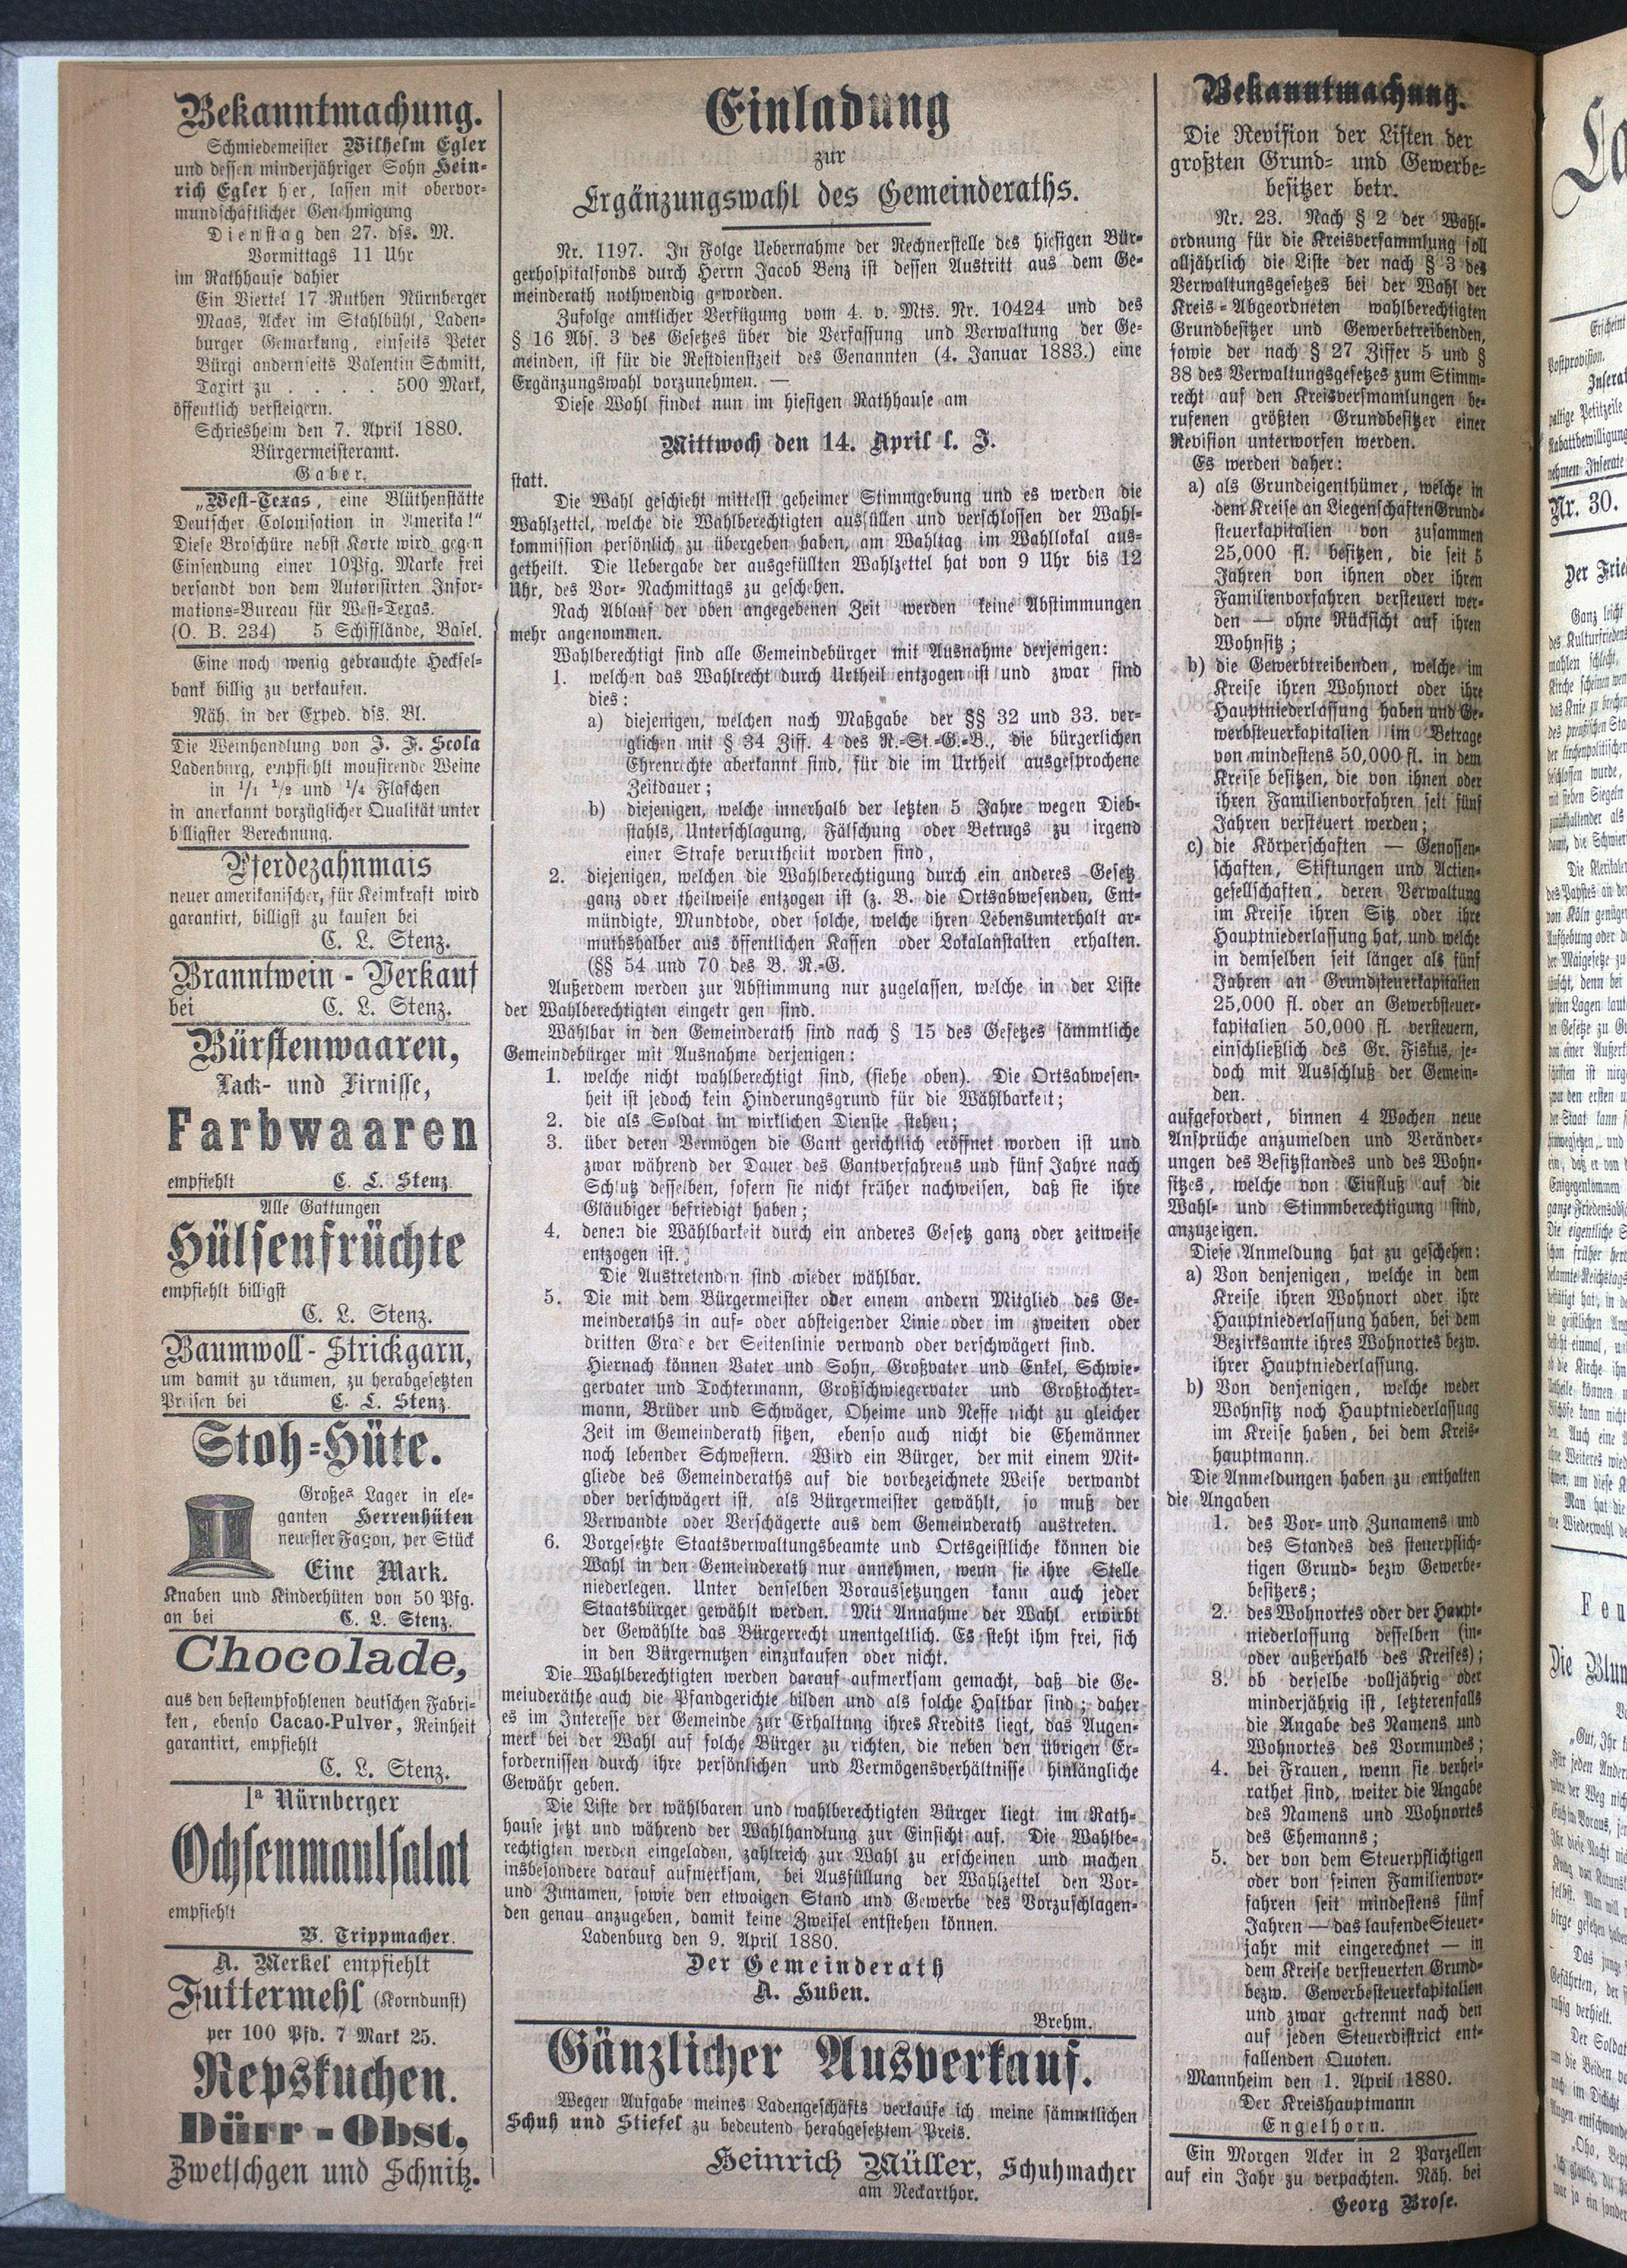 Bekanntmachung.
Schmiedemeister Wilhelm Egler
und dessen minderjähriger Sohn Hein-
rich Egler hier, lassen mit obervor-
mundschaftlicher Genehmigung
Dienstag den 27. dss. M.
Vormittags 11 Uhr
im Rathhause dahier
Ein Viertel 17 Ruthen Nürnberger
Maas, Acker im Stahlbühl, Laden-
burger Gemarkung, einseits Peter
Bürgi anderseits Valentin Schmitt,
Taxirt zu . . . . 500 Mark,
öffentlich versteigern.
Schriesheim den 7. April 1880.
Bürgermeisteramt.
Gaber.
„West-Texas, eine Blüthenstätte
Deutscher Colonisation in Amerika!“
Diese Broschüre nebst Karte wird gegen
Einsendung einer 10Pfg. Marke frei
versandt von dem Autorisirten Infor-
mations-Bureau für West-Texas.
(O. B. 234) 5 Schifflände, Basel.
Eine noch wenig gebrauchte Hecksel-
bank billig zu verkaufen.
Näh. in der Exped. dss. Bl.
Die Weinhandlung von J. F. Scola
Ladenburg, empfiehlt mousirende Weine
in 1/1 1/2 und 1/4 Flaschen
in anerkannt vorzüglicher Qualität unter
billigster Berechnung.
Pferdezahnmais
neuer amerikanischer, für Keimkraft wird
garantirt, billigst zu kaufen bei
C. L. Stenz.
Branntwein - Verkauf
bei C. L. Stenz.
Bürstenwaaren,
Lack- und Firnisse,
Farbwaaren
empfiehlt C. L. Stenz.
Alle Gattungen
Hülsenfrüchte
empfiehlt billigst
C. L. Stenz.
Baumwoll - Strickgarn,
um damit zu räumen, zu herabgesetzten
Preisen bei C. L. Stenz.
Stoh-Hüte.
Großes Lager in ele-
ganten Herrenhüten
neuester Façon, per Stück
Eine Mark.
Knaben und Kinderhüten von 50 Pfg.
an bei C. L. Stenz.
Chocolade,
aus den bestempfohlenen deutschen Fabri-
ken, ebenso Cacao-Pulver, Reinheit
garantirt, empfiehlt
C. L. Stenz.
Ia Nürnberger
Ochsenmaulsalat
empfiehlt
V. Trippmacher.
A. Merkel empfiehlt
Futtermehl (Korndunst)
per 100 Pfd. 7 Mark 25.
Repskuchen.
Dürr - Obst,
Zwetschgen und Schnitz.
Einladung
zur
Ergänzungswahl des Gemeinderaths.
Nr. 1197. In Folge Uebernahme der Rechnerstelle des hiesigen Bür-
gerhospitalfonds durch Herrn Jacob Benz ist dessen Austritt aus dem Ge-
meinderath nothwendig geworden.
Zufolge amtlicher Verfügung vom 4. v. Mts. Nr. 10424 und des
§ 16 Abs. 3 des Gesetzes über die Verfassung und Verwaltung der Ge-
meinden, ist für die Restdienstzeit des Genannten (4. Januar 1883.) eine
Ergänzungswahl vorzunehmen. —
Diese Wahl findet nun im hiesigen Rathhause am
Mittwoch den 14. April l. J.
statt.
Die Wahl geschieht mittelst geheimer Stimmgebung und es werden die
Wahlzettel, welche die Wahlberechtigten ausfüllen und verschlossen der Wahl-
kommission persönlich zu übergeben haben, am Wahltag im Wahllokal aus-
getheilt. Die Uebergabe der ausgefüllten Wahlzettel hat von 9 Uhr bis 12
Uhr, des Vor- Nachmittags zu geschehen.
Nach Ablauf der oben angegebenen Zeit werden keine Abstimmungen
mehr angenommen.
Wahlberechtigt sind alle Gemeindebürger mit Ausnahme derjenigen:
1. welchen das Wahlrecht durch Urtheil entzogen ist und zwar sind
dies:
a) diejenigen, welchen nach Maßgabe der §§ 32 und 33. ver-
glichen mit § 34 Ziff. 4 des R.-St.-G.-B., die bürgerlichen
Ehrenrechte aberkannt sind, für die im Urtheil ausgesprochene
Zeitdauer;
b) diejenigen, welche innerhalb der letzten 5 Jahre wegen Dieb-
stahls, Unterschlagung, Fälschung oder Betrugs zu irgend
einer Strafe verurtheilt worden sind,
2. diejenigen, welchen die Wahlberechtigung durch ein anderes Gesetz
ganz oder theilweise entzogen ist (z. B. die Ortsabwesenden, Ent-
mündigte, Mundtode, oder solche, welche ihren Lebensunterhalt ar-
muthshalber aus öffentlichen Kassen oder Lokalanstalten erhalten.
(§§ 54 und 70 des B. R.-G.
Außerdem werden zur Abstimmung nur zugelassen, welche in der Liste
der Wahlberechtigten eingetr gen sind.
Wählbar in den Gemeinderath sind nach § 15 des Gesetzes sämmtliche
Gemeindebürger mit Ausnahme derjenigen:
1. welche nicht wahlberechtigt sind, (siehe oben). Die Ortsabwesen-
heit ist jedoch kein Hinderungsgrund für die Wählbarkeit;
2. die als Soldat im wirklichen Dienste stehen;
3. über deren Vermögen die Gant gerichtlich eröffnet worden ist und
zwar während der Dauer des Gantverfahrens und fünf Jahre nach
Schluß desselben, sofern sie nicht früher nachweisen, daß sie ihre
Gläubiger befriedigt haben;
4. denen die Wählbarkeit durch ein anderes Gesetz ganz oder zeitweise
entzogen ist.
Die Austretenden sind wieder wählbar.
5. Die mit dem Bürgermeister oder einem andern Mitglied des Ge-
meinderaths in auf- oder absteigender Linie oder im zweiten oder
dritten Grade der Seitenlinie verwand oder verschwägert sind.
Hiernach können Vater und Sohn, Großvater und Enkel, Schwie-
gervater und Tochtermann, Großschwiegervater und Großtochter-
mann, Brüder und Schwäger, Oheime und Neffe nicht zu gleicher
Zeit im Gemeinderath sitzen, ebenso auch nicht die Ehemänner
noch lebender Schwestern. Wird ein Bürger, der mit einem Mit-
gliede des Gemeinderaths auf die vorbezeichnete Weise verwandt
oder verschwägert ist, als Bürgermeister gewählt, so muß der
Verwandte oder Verschägerte aus dem Gemeinderath austreten.
6. Vorgesetzte Staatsverwaltungsbeamte und Ortsgeistliche können die
Wahl in den Gemeinderath nur annehmen, wenn sie ihre Stelle
niederlegen. Unter denselben Voraussetzungen kann auch jeder
Staatsbürger gewählt werden. Mit Annahme der Wahl erwirbt
der Gewählte das Bürgerrecht unentgeltlich. Es steht ihm frei, sich
in den Bürgernutzen einzukaufen oder nicht.
Die Wahlberechtigten werden darauf aufmerksam gemacht, daß die Ge-
meinderäthe auch die Pfandgerichte bilden und als solche Haftbar sind; daher
es im Interesse der Gemeinde zur Erhaltung ihres Kredits liegt, das Augen-
merk bei der Wahl auf solche Bürger zu richten, die neben den übrigen Er-
fordernissen durch ihre persönlichen und Vermögensverhältnisse hinlängliche
Gewähr geben.
Die Liste der wählbaren und wahlberechtigten Bürger liegt im Rath-
hause jetzt und während der Wahlhandlung zur Einsicht auf. Die Wahlbe-
rechtigten werden eingeladen, zahlreich zur Wahl zu erscheinen und machen
insbesondere darauf aufmerksam, bei Ausfüllung der Wahlzettel den Vor-
und Zunamen, sowie den etwaigen Stand und Gewerbe des Vorzuschlagen-
den genau anzugeben, damit keine Zweifel entstehen können.
Ladenburg den 9. April 1880.
Der Gemeinderath
A. Huben.
Brehm.
Gänzlicher Ausverkauf.
Wegen Aufgabe meines Ladengeschäfts verkaufe ich meine sämmtlichen
Schuh und Stiefel zu bedeutend herabgesetztem Preis.
Heinrich Müller, Schuhmacher
am Neckarthor.
Bekanntmachung.
Die Revision der Listen der
großten Grund- und Gewerbe-
besitzer betr.
Nr. 23. Nach § 2 der Wahl-
ordnung für die Kreisversammlung soll
alljährlich die Liste der nach § 3 des
Verwaltungsgesetzes bei der Wahl der
Kreis-Abgeordneten wahlberechtigten
Grundbesitzer und Gewerbetreibenden,
sowie der nach § 27 Ziffer 5 und §
38 des Verwaltungsgesetzes zum Stimm-
recht auf den Kreisversmamlungen be-
rufenen größten Grundbesitzer einer
Revision unterworfen werden.
Es werden daher:
a) als Grundeigenthümer, welche in
dem Kreise an Liegenschaften Grund-
steuerkapitalien von zusammen
25,000 fl. besitzen, die seit 5
Jahren von ihnen oder ihren
Familienvorfahren versteuert wer-
den — ohne Rücksicht auf ihren
Wohnsitz;
b) die Gewerbtreibenden, welche im
Kreise ihren Wohnort oder ihre
Hauptniederlassung haben und Ge-
werbsteuerkapitalien im Betrage
von mindestens 50,000 fl. in dem
Kreise besitzen, die von ihnen oder
ihren Familienvorfahren seit fünf
Jahren versteuert werden;
c) die Körperschaften — Genossen-
schaften, Stiftungen und Actien-
gesellschaften, deren Verwaltung
im Kreise ihren Sitz oder ihre
Hauptniederlassung hat, und welche
in demselben seit länger als fünf
Jahren an Grundsteuerkapitalien
25,000 fl. oder an Gewerbsteuer-
kapitalien 50,000 fl. versteuern,
einschließlich des Gr. Fiskus, je-
doch mit Ausschluß der Gemein-
den.
aufgefordert, binnen 4 Wochen neue
Ansprüche anzumelden und Veränder-
ungen des Besitzstandes und des Wohn-
sitzes, welche von Einfluß auf die
Wahl- und Stimmberechtigung sind,
anzuzeigen.
Diese Anmeldung hat zu geschehen:
a) Von denjenigen, welche in dem
Kreise ihren Wohnort oder ihre
Hauptniederlassung haben, bei dem
Bezirksamte ihres Wohnortes bezw.
ihrer Hauptniederlassung.
b) Von denjenigen, welche weder
Wohnsitz noch Hauptniederlassung
im Kreise haben, bei dem Kreis-
hauptmann.
Die Anmeldungen haben zu enthalten
die Angaben
1. des Vor- und Zunamens und
des Standes des steuerpflich-
tigen Grund- bezw Gewerbe-
besitzers;
2. des Wohnortes oder der Haupt-
niederlassung desselben (in-
oder außerhalb des Kreises);
3. ob derselbe volljährig oder
minderjährig ist, letzterenfalls
die Angabe des Namens und
Wohnortes des Vormundes;
4. bei Frauen, wenn sie verhei-
rathet sind, weiter die Angabe
des Namens und Wohnortes
des Ehemanns;
5. der von dem Steuerpflichtigen
oder von seinen Familienvor-
fahren seit mindestens fünf
Jahren — das laufende Steuer-
jahr mit eingerechnet — in
dem Kreise versteuerten Grund-
bezw. Gewerbesteuerkapitalien
und zwar getrennt nach den
auf jeden Steuerdistrict ent-
fallenden Quoten.
Mannheim den 1. April 1880.
Der Kreishauptmann
Engelhorn.
Ein Morgen Acker in 2 Parzellen
auf ein Jahr zu verpachten. Näh. bei
Georg Brose.
Nr. 30.